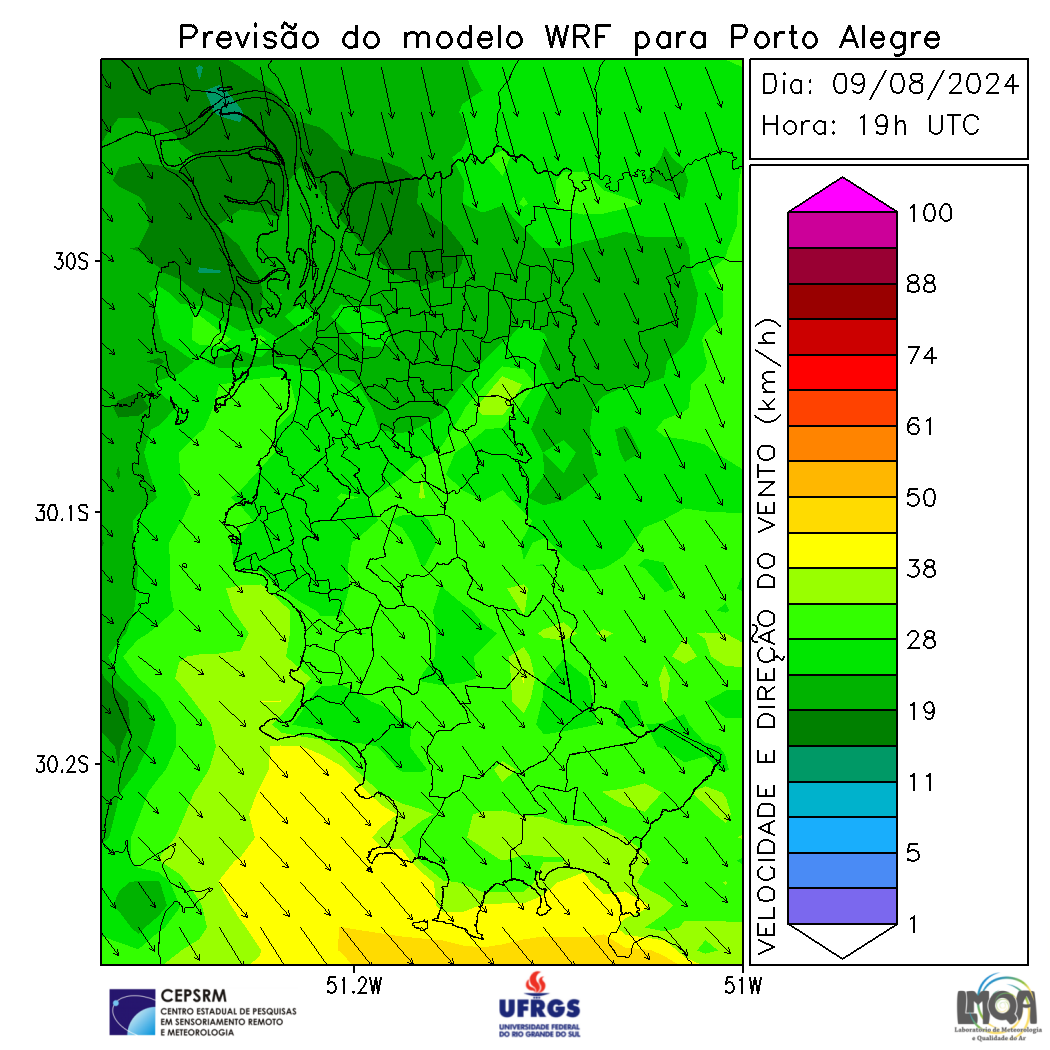 Previsão do modelo WRF para Porto Alegre
Dia: 09/08/2024
Hora: 19h UTC
30S
30.1S
30.2S
51.2W
51W
VELOCIDADE E DIREÇÃO DO VENTO (km/h)
100
88
74
61
50
38
28
19
11
5
1
CEPSRM
CENTRO ESTADUAL DE PESQUISAS
EM SENSORIAMENTO REMOTO
E METEOROLOGIA
UFRGS
UNIVERSIDADE FEDERAL
DO RIO GRANDE DO SUL
LMQA
Laboratório de Meteorologia
e Qualidade do Ar